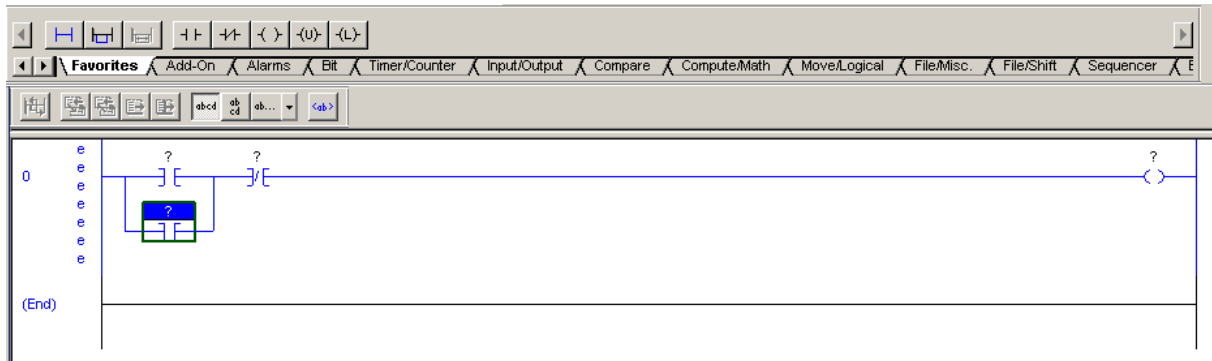 (U) (L)
Favorites Add-On Alarms Bit Timer/Counter Input/Output Compare Compute/Math Move/Logical File/Misc. File/Shift Sequencer
abcd ab cd ab... <ab>
e
? ? ?
0 e
e
e
?
e
e
e
(End)